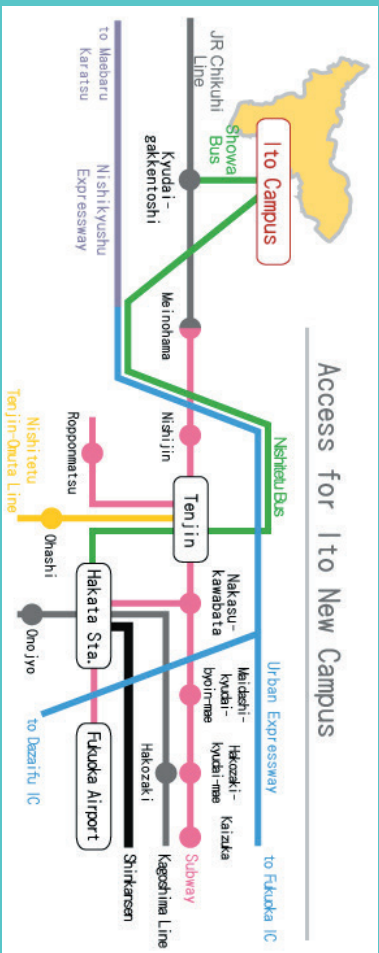 Access for Ito New Campus
Ito Campus
Showa
Bus
JR Chikuhi
Line
Kyudai-
gakkentoshi
to Maebaru
Karatsu
Nishikyushu
Expressway
Meinohama
Nishijin
Nishitetu Bus
Tenjin
Ropponmatsu
Nishitetu
Tenjin-Omuta Line
Ohashi
Nakasu-
kawabata
Hakata Sta.
Onojyo
Urban Expressway
Maidashi-
kyudai-
byoin-mae
Hakozaki-
kyudai-mae
Kaizuka
Hakozaki
Fukuoka Airport
to Dazaifu IC
to Fukuoka IC
Subway
Kagoshima Line
Shinkansen